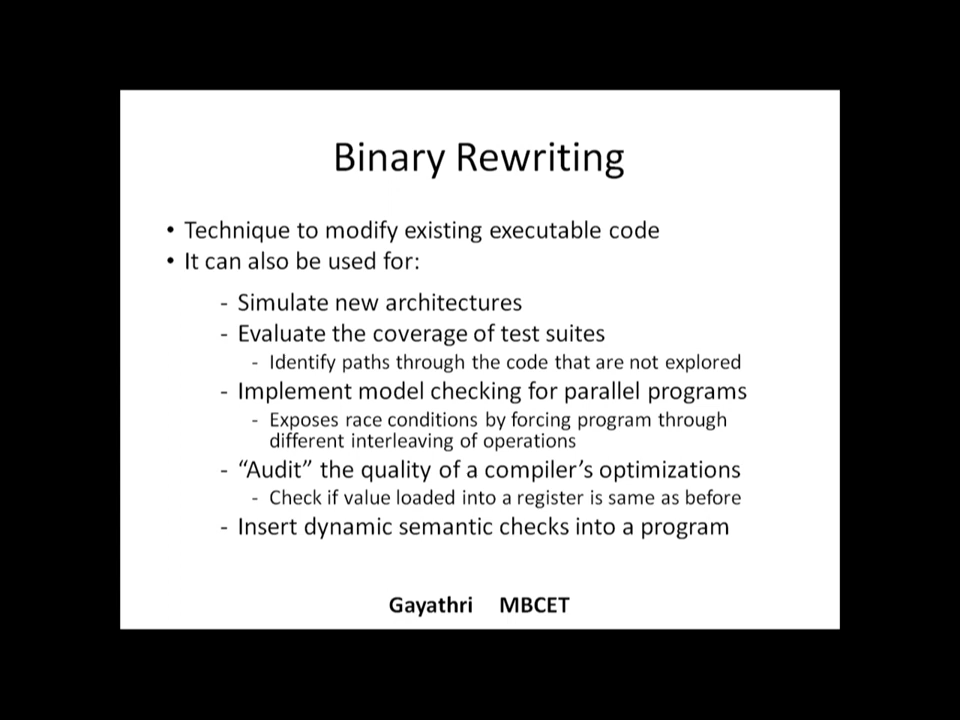 Binary Rewriting
• Technique to modify existing executable code
• It can also be used for:
- Simulate new architectures
- Evaluate the coverage of test suites
- Identify paths through the code that are not explored
- Implement model checking for parallel programs
- Exposes race conditions by forcing program through
different interleaving of operations
- “Audit” the quality of a compiler’s optimizations
- Check if value loaded into a register is same as before
- Insert dynamic semantic checks into a program
Gayathri MBCET